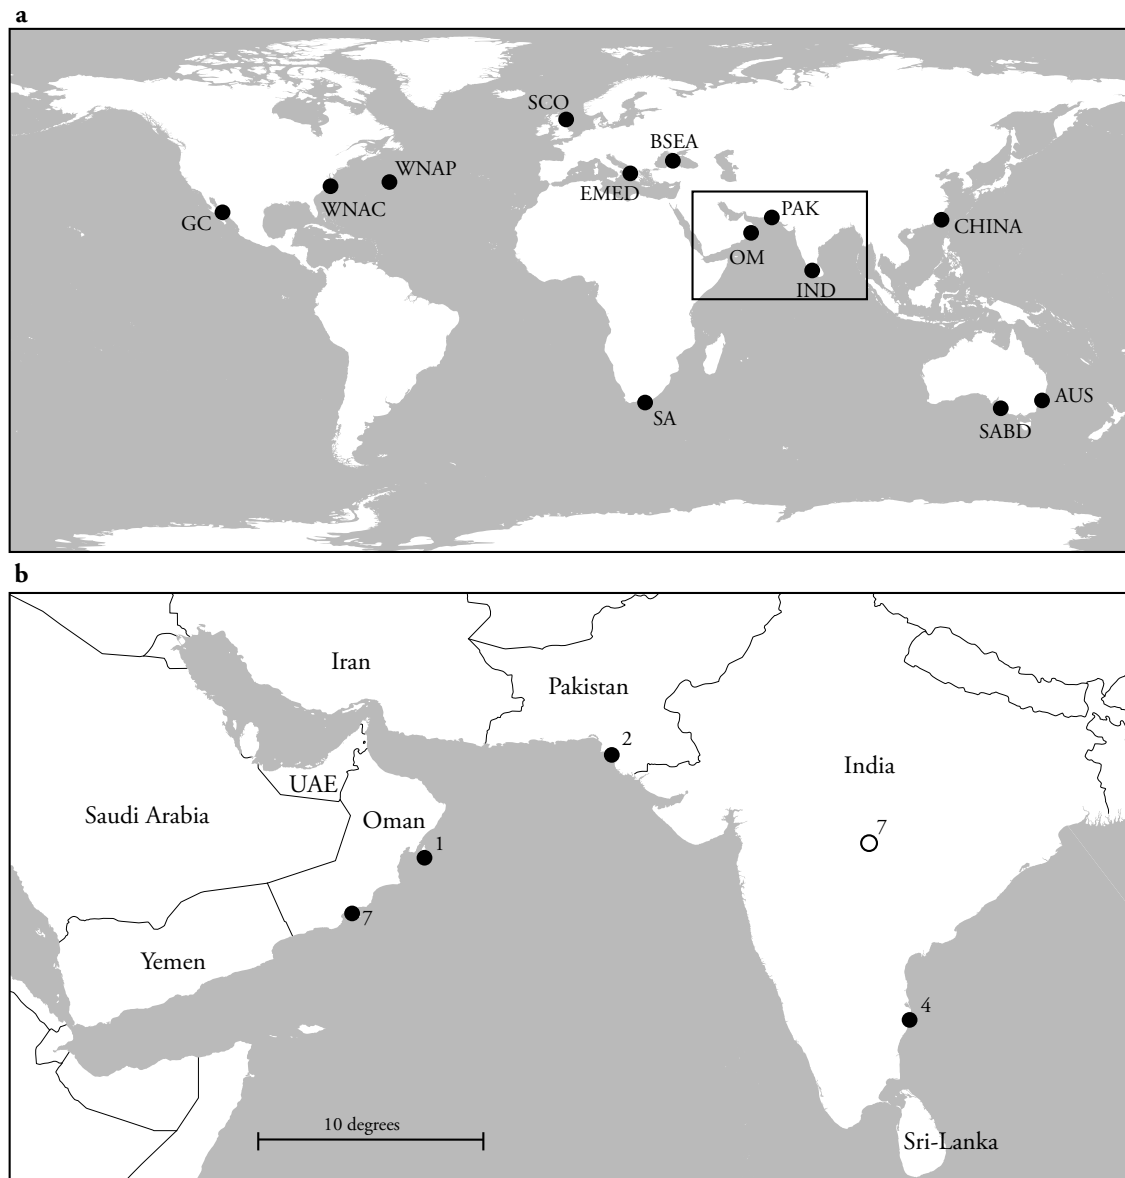 a
SCO
BSEA
WNAP
EMED
WNAC
PAK
GC
CHINA
OM
IND
AUS
SA
SABD
b
Iran
Pakistan
2
India
UAE
Saudi Arabia
Oman
7
1
7
Yemen
4
10 degrees
Sri-Lanka